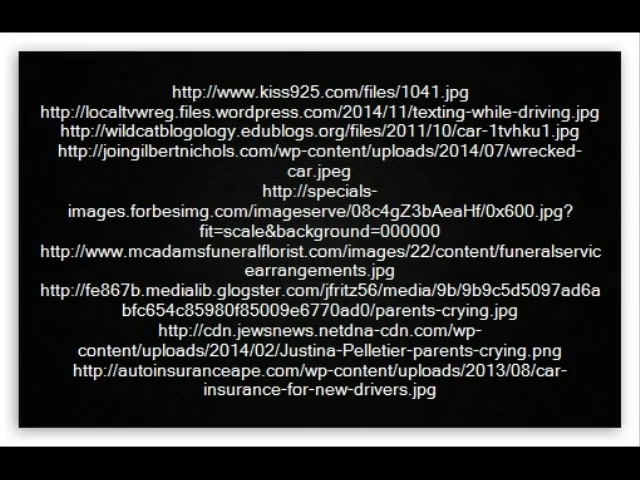 http://www.kiss925.com/files/1041.jpg
http://localtvwreg.files.wordpress.com/2014/11/texting-while-driving.jpg
http://wildcatblogology.edublogs.org/files/2011/10/car-1tvhku1.jpg
http://joingilbertnichols.com/wp-content/uploads/2014/07/wrecked-
car.jpeg
http://specials-
images.forbesimg.com/imageserve/08c4gZ3bAeaHf/0x600.jpg?
fit=scale&background=000000
http://www.mcadamsfuneralflorist.com/images/22/content/funeralservic
earrangements.jpg
http://fe867b.medialib.glogster.com/jfritz56/media/9b/9b9c5d5097ad6a
bfc654c85980f85009e6770ad0/parents-crying.jpg
http://cdn.jewsnews.netdna-cdn.com/wp-
content/uploads/2014/02/Justina-Pelletier-parents-crying.png
http://autoinsuranceape.com/wp-content/uploads/2013/08/car-
insurance-for-new-drivers.jpg